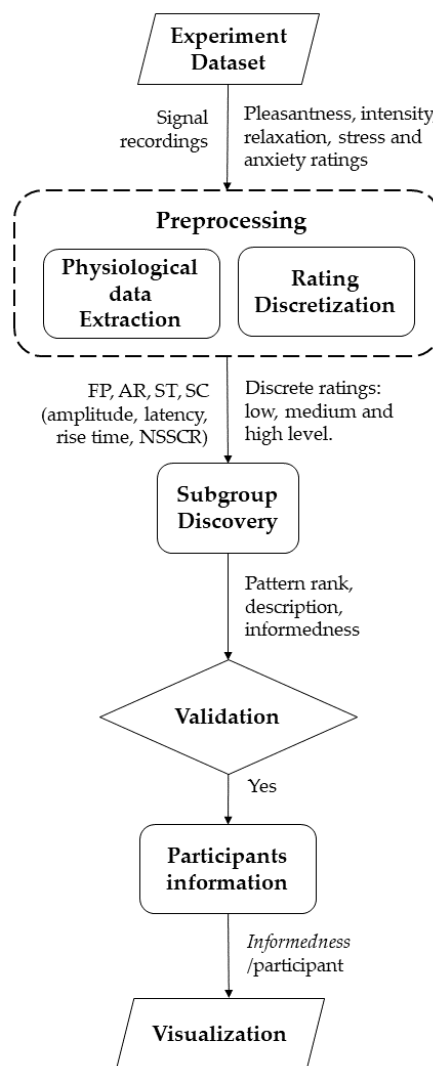 Experiment
Dataset
Signal
recordings
Pleasantness, intensity,
relaxation, stress and
anxiety ratings
Preprocessing
Physiological
data
Extraction
Rating
Discretization
FP, AR, ST, SC
(amplitude, latency,
rise time, NSSCR)
Discrete ratings:
low, medium and
high level.
Subgroup
Discovery
Pattern rank,
description,
informedness
Validation
Yes
Participants
information
Informedness
/participant
Visualization